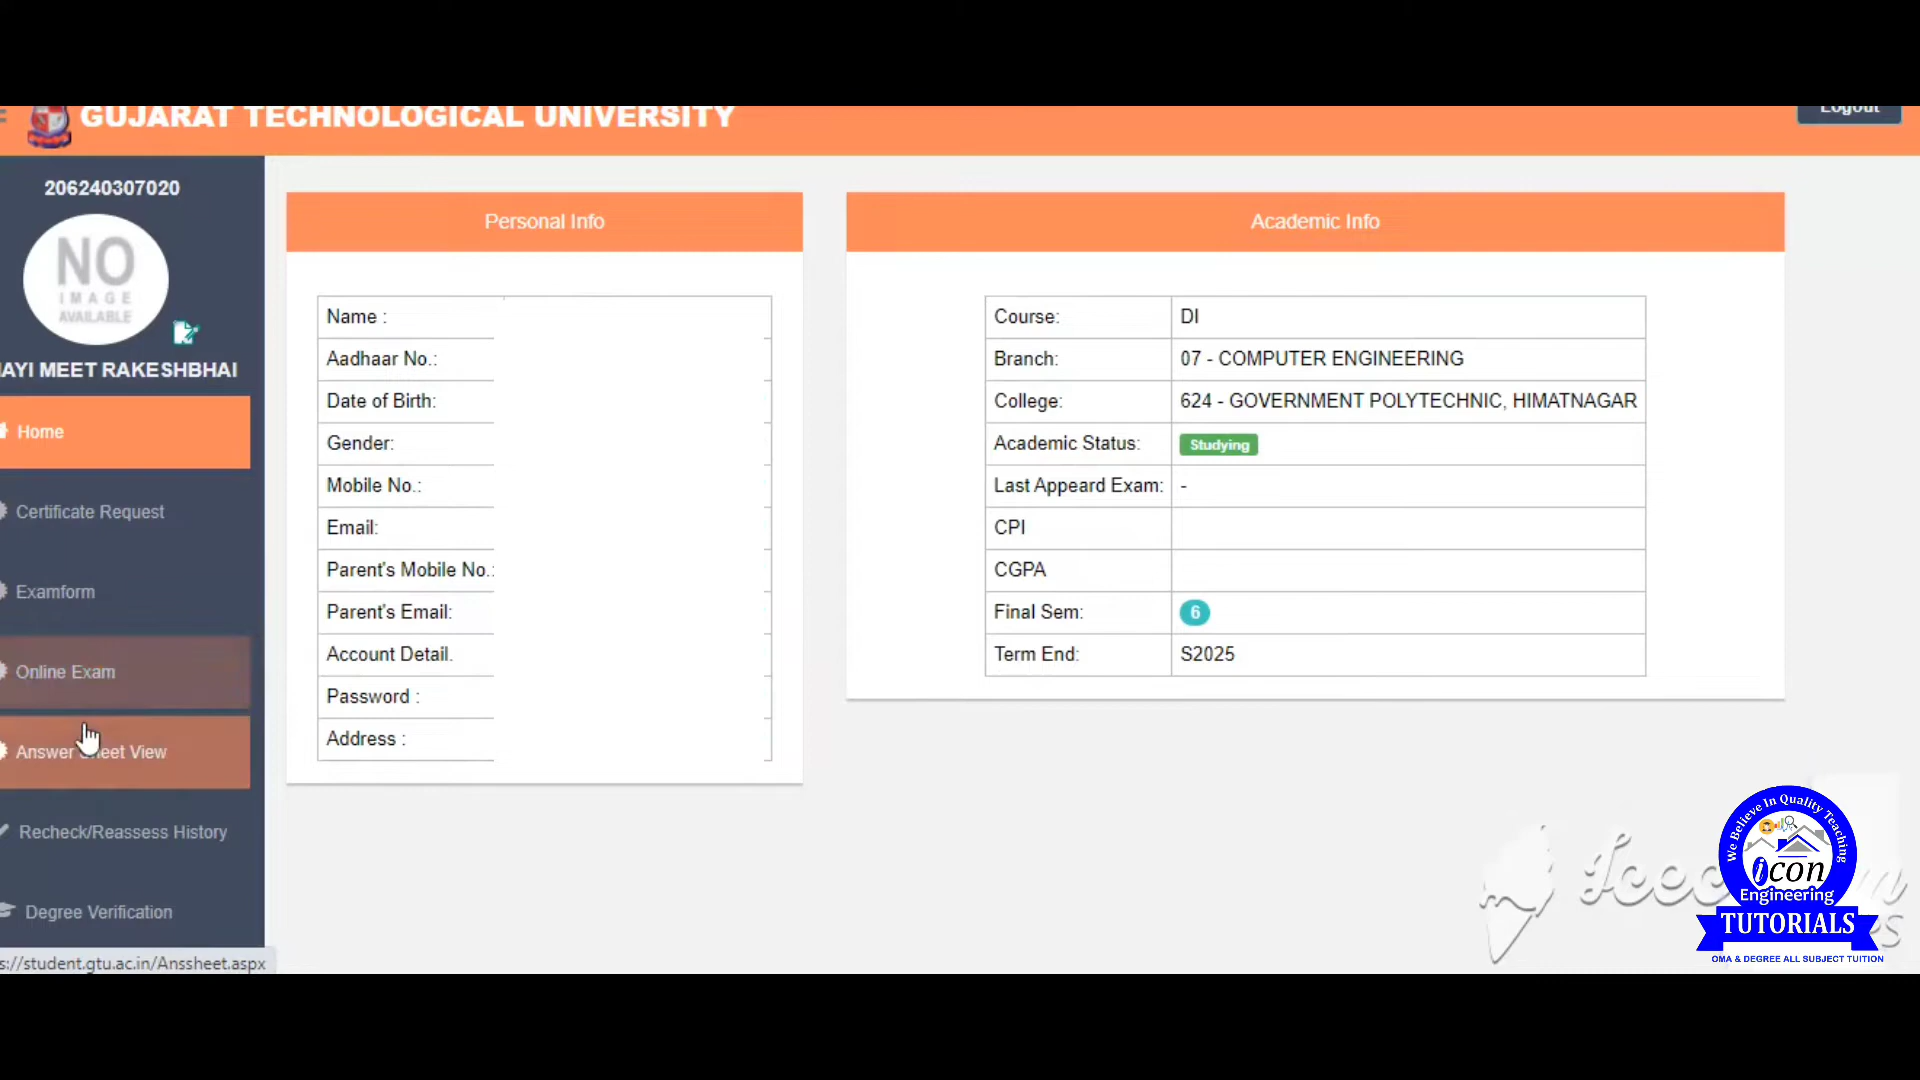 GUJARAT TECHNOLOGICAL UNIVERSITY
Logout
206240307020
NO
IMAGE
AVAILABLE
AYI MEET RAKESHBHAI
Home
Certificate Request
Examform
Online Exam
Answer Sheet View
Recheck/Reassess History
Degree Verification
s://student.gtu.ac.in/Anssheet.aspx
Personal Info
Name :
Aadhaar No.:
Date of Birth:
Gender:
Mobile No.:
Email:
Parent's Mobile No.:
Parent's Email:
Account Detail.
Password :
Address :
Academic Info
Course: DI
Branch: 07 - COMPUTER ENGINEERING
College: 624 - GOVERNMENT POLYTECHNIC, HIMATNAGAR
Academic Status: Studying
Last Appeard Exam: -
CPI
CGPA
Final Sem: 6
Term End: S2025
We Believe In Quality Teaching
icon
Engineering
TUTORIALS
OMA & DEGREE ALL SUBJECT TUITION